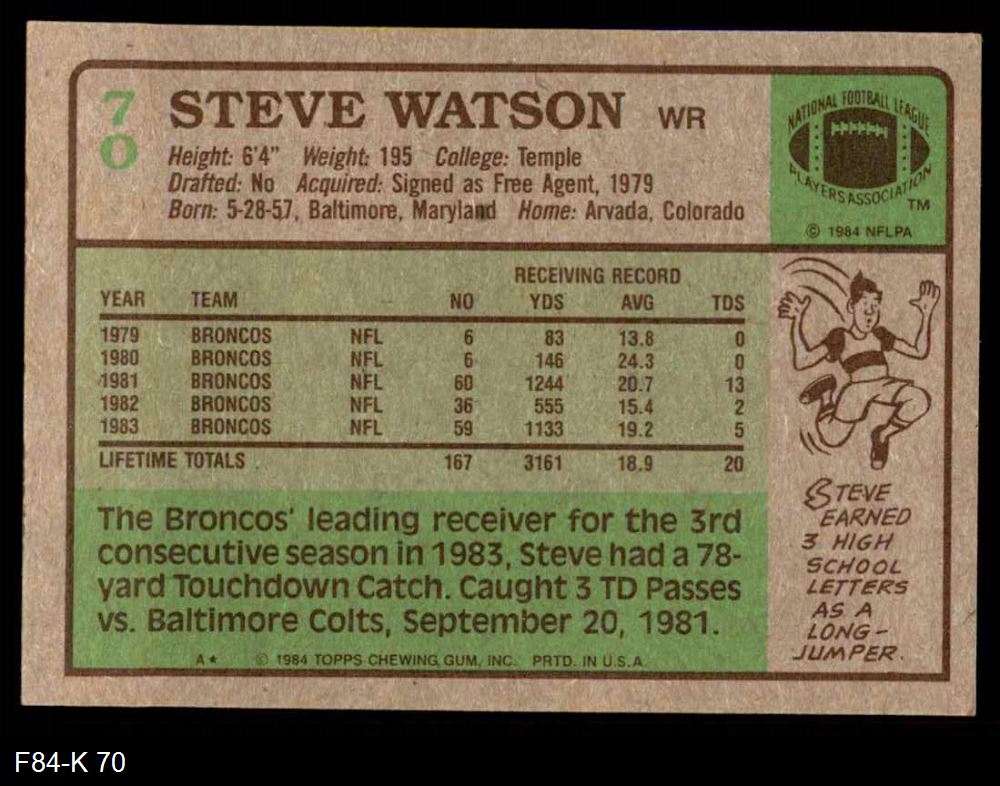 70
STEVE WATSON WR
Height: 6'4" Weight: 195 College: Temple
Drafted: No Acquired: Signed as Free Agent, 1979
Born: 5-28-57, Baltimore, Maryland Home: Arvada, Colorado
NATIONAL FOOTBALL LEAGUE
PLAYERS ASSOCIATION
TM
© 1984 NFLPA
RECEIVING RECORD
YEAR TEAM NO YDS AVG TDS
1979 BRONCOS NFL 6 83 13.8 0
1980 BRONCOS NFL 6 146 24.3 0
1981 BRONCOS NFL 60 1244 20.7 13
1982 BRONCOS NFL 36 555 15.4 2
1983 BRONCOS NFL 59 1133 19.2 5
LIFETIME TOTALS 167 3161 18.9 20
The Broncos' leading receiver for the 3rd
consecutive season in 1983, Steve had a 78-
yard Touchdown Catch. Caught 3 TD Passes
vs. Baltimore Colts, September 20, 1981.
A★ © 1984 TOPPS CHEWING GUM, INC. PRTD. IN U.S.A.
STEVE
EARNED
3 HIGH
SCHOOL
LETTERS
AS A
LONG-
JUMPER.
F84-K 70